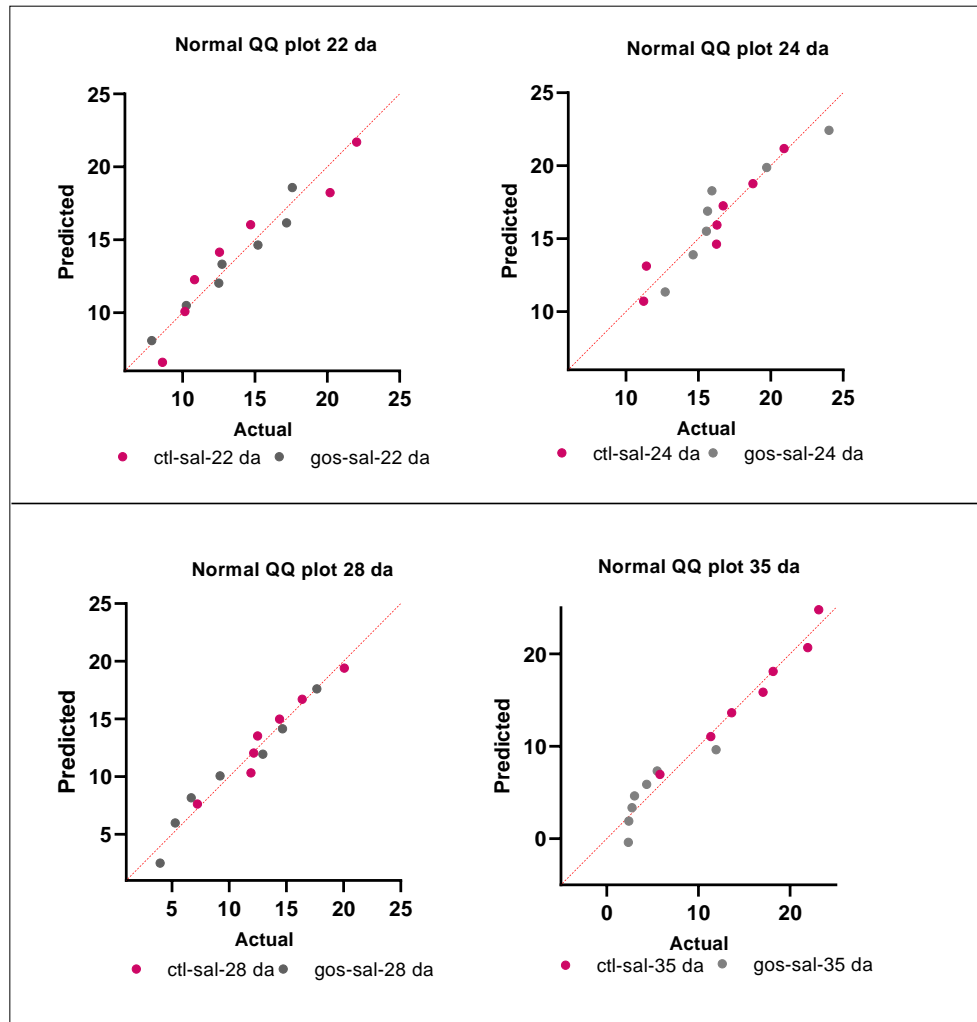 Normal QQ plot 22 da
Predicted
25
20
15
10
10 15 20 25
Actual
ctl-sal-22 da gos-sal-22 da
Normal QQ plot 24 da
Predicted
25
20
15
10
10 15 20 25
Actual
ctl-sal-24 da gos-sal-24 da
Normal QQ plot 28 da
Predicted
25
20
15
10
5
5 10 15 20 25
Actual
ctl-sal-28 da gos-sal-28 da
Normal QQ plot 35 da
Predicted
20
10
0
0 10 20
Actual
ctl-sal-35 da gos-sal-35 da